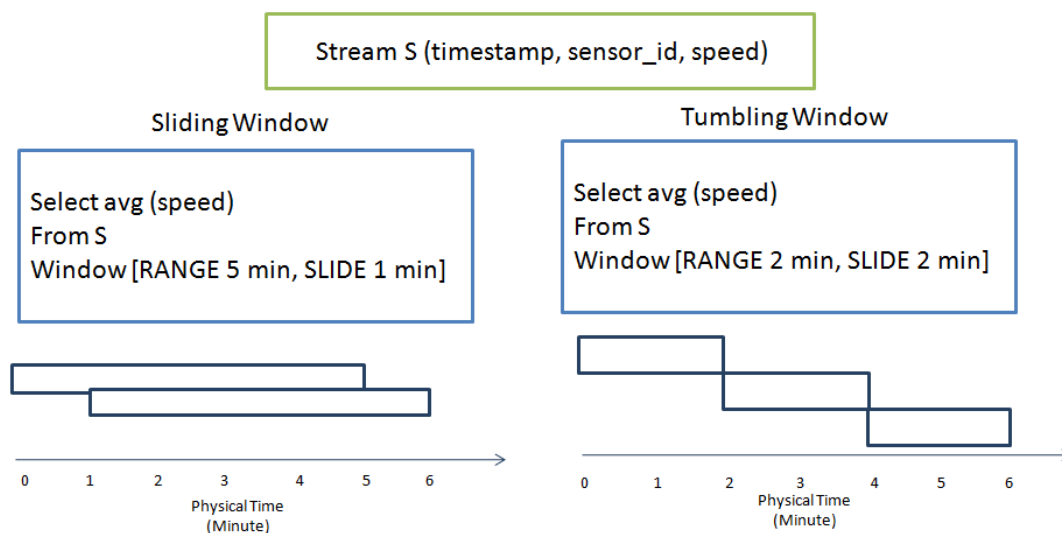 Stream S (timestamp, sensor_id, speed)
Sliding Window
Select avg (speed)
From S
Window [RANGE 5 min, SLIDE 1 min]
0 1 2 3 4 5 6
Physical Time
(Minute)
Tumbling Window
Select avg (speed)
From S
Window [RANGE 2 min, SLIDE 2 min]
0 1 2 3 4 5 6
Physical Time
(Minute)